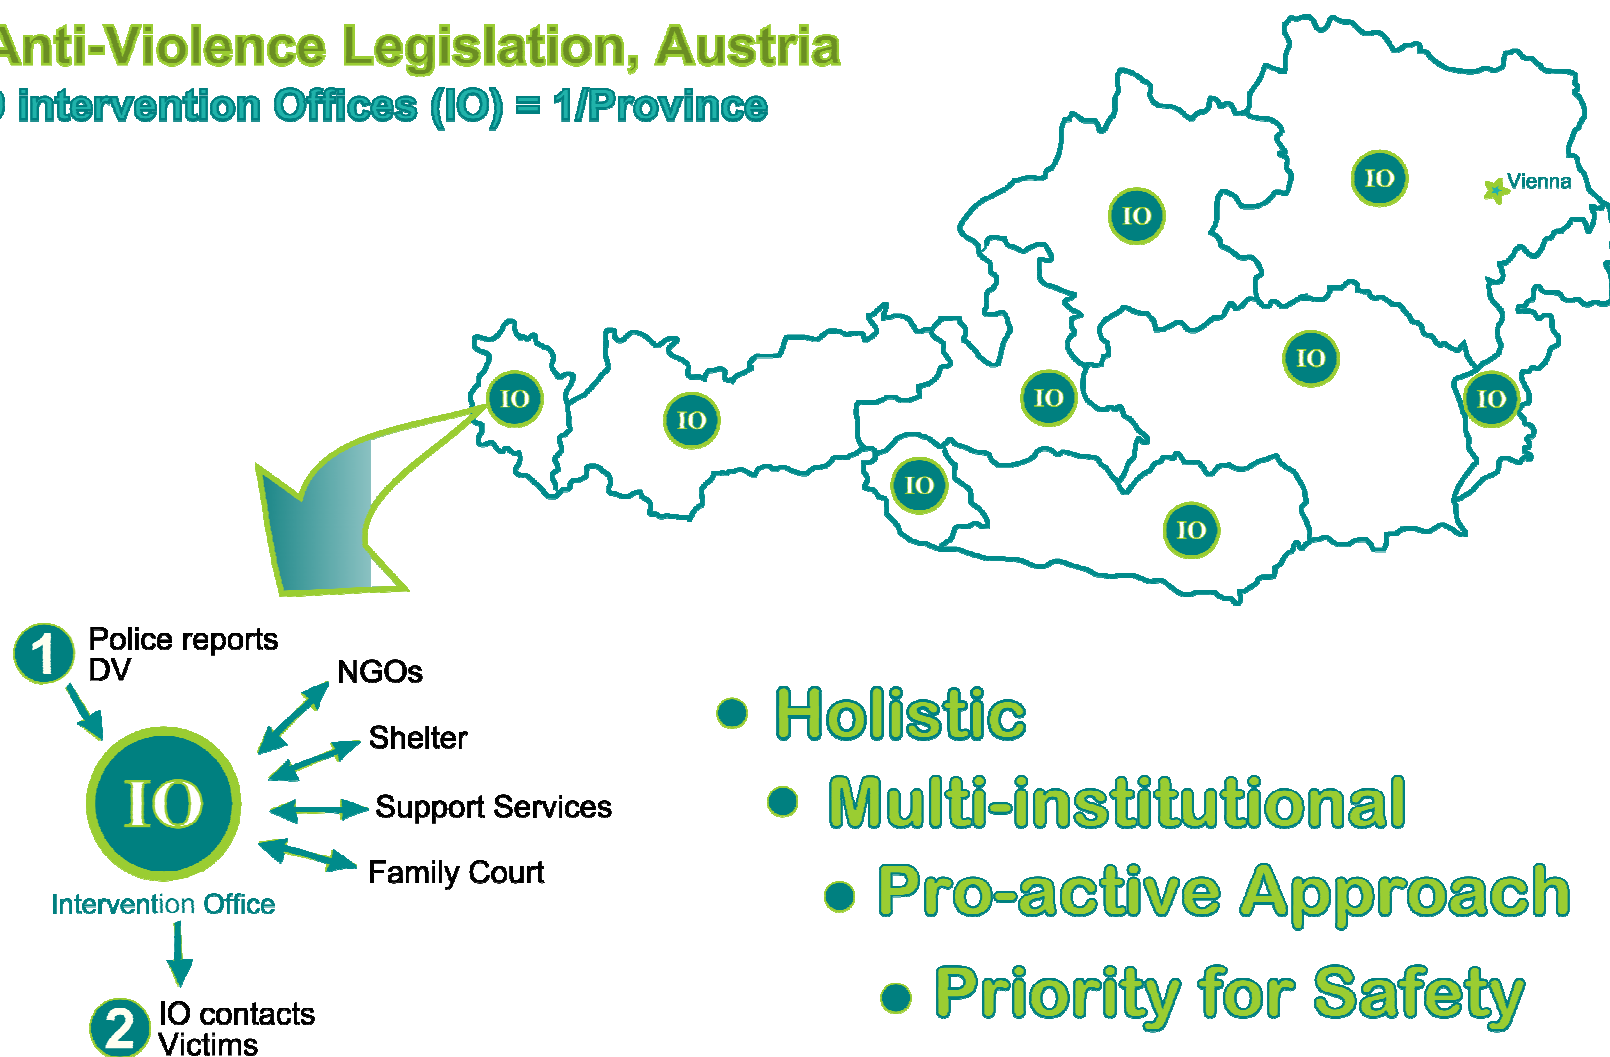 Anti-Violence Legislation, Austria
intervention Offices (IO) = 1/Province
IO
Vienna
IO
IO
IO
IO
IO
IO
IO
IO
1 Police reports
DV
NGOs
Shelter
IO
Support Services
Family Court
Intervention Office
2 IO contacts
Victims
• Holistic
• Multi-institutional
• Pro-active Approach
• Priority for Safety